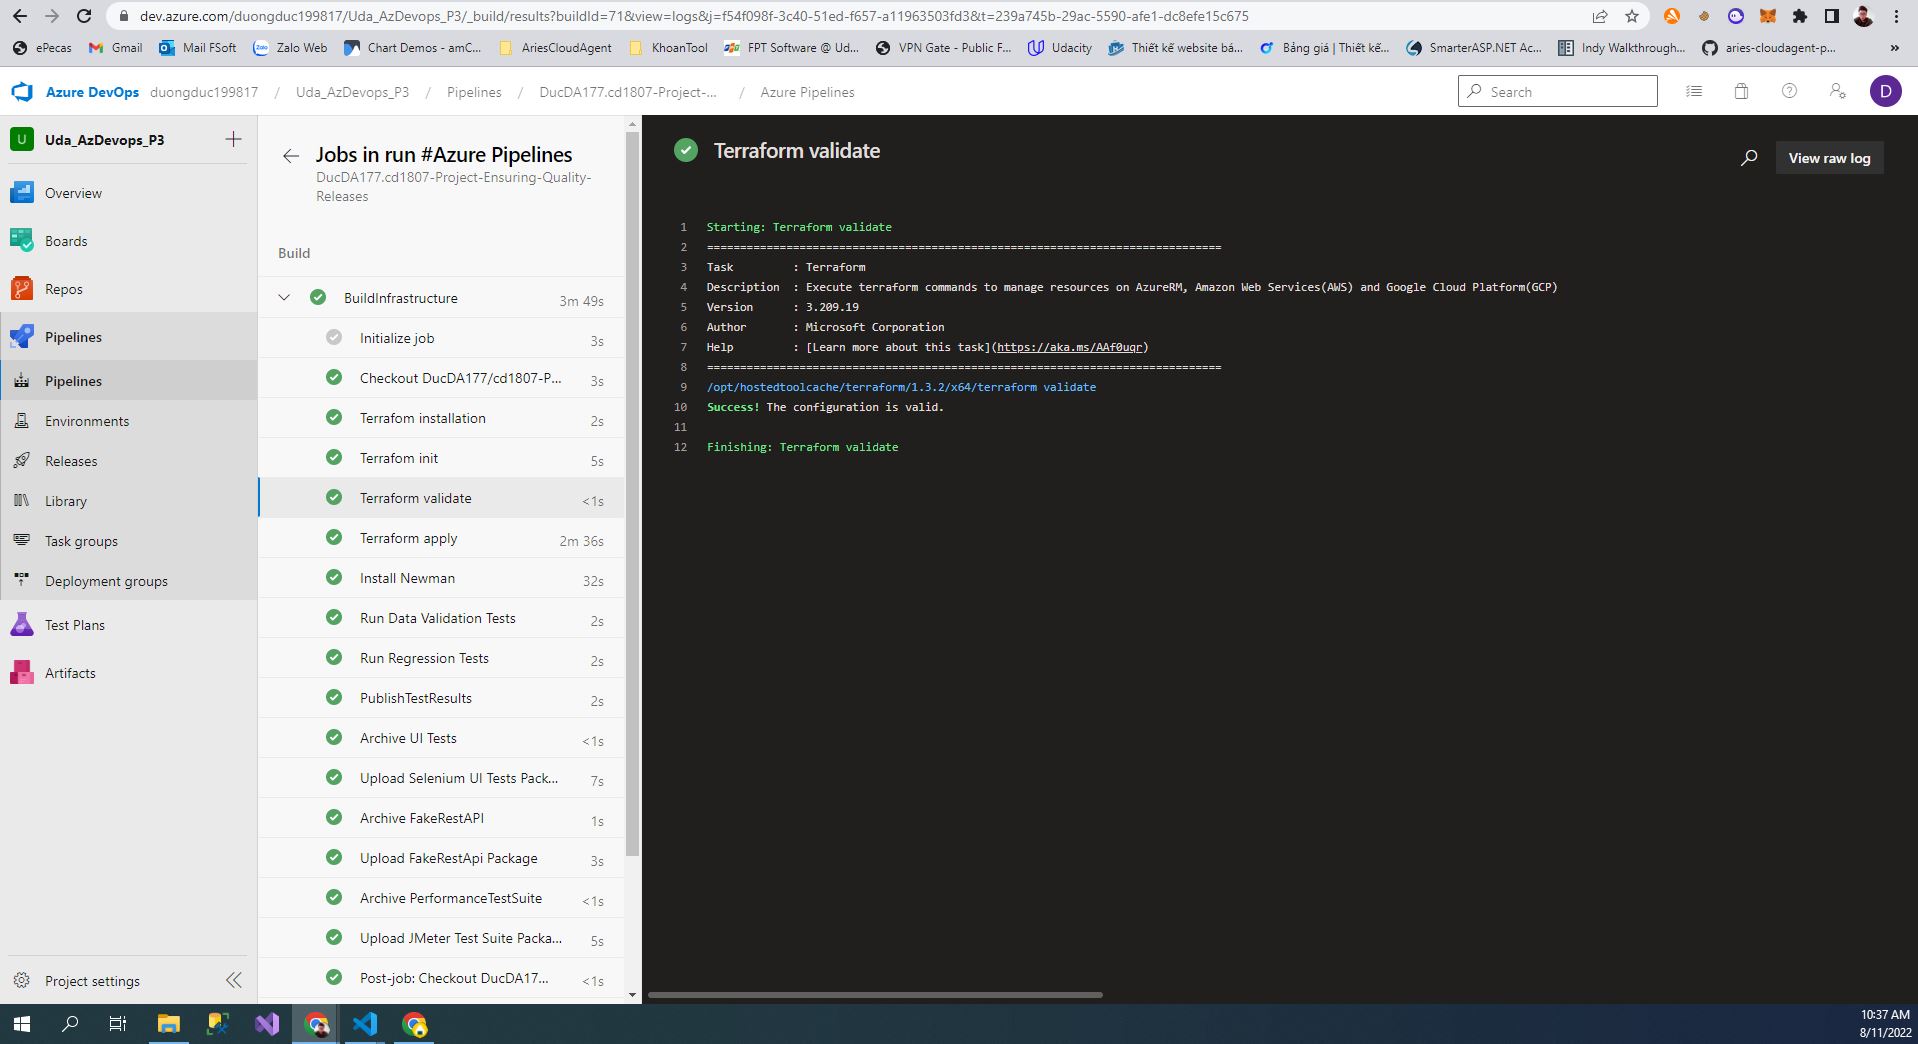 dev.azure.com/duongduc199817/Uda_AzDevops_P3/_build/results?buildId=71&view=logs&j=f54f098f-3c40-51ed-f657-a11963503fd3&t=239a745b-29ac-5590-afe1-dc8efe15c675
ePecas Gmail Mail FSoft Zalo Web Chart Demos - amC... AriesCloudAgent KhoanTool FPT Software @ Ud... VPN Gate - Public F... Udacity Thiết kế website bá... Bảng giá | Thiết kế... SmarterASP.NET Ac... Indy Walkthrough... aries-cloudagent-p... »
Azure DevOps duongduc199817 / Uda_AzDevops_P3 / Pipelines / DucDA177.cd1807-Project-... / Azure Pipelines
Search
D
U Uda_AzDevops_P3
Overview
Boards
Repos
Pipelines
Pipelines
Environments
Releases
Library
Task groups
Deployment groups
Test Plans
Artifacts
Project settings
Jobs in run #Azure Pipelines
DucDA177.cd1807-Project-Ensuring-Quality-
Releases
Build
BuildInfrastructure 3m 49s
Initialize job 3s
Checkout DucDA177/cd1807-P... 3s
Terrafom installation 2s
Terrafom init 5s
Terraform validate <1s
Terraform apply 2m 36s
Install Newman 32s
Run Data Validation Tests 2s
Run Regression Tests 2s
PublishTestResults 2s
Archive UI Tests <1s
Upload Selenium UI Tests Pack... 7s
Archive FakeRestAPI 1s
Upload FakeRestApi Package 3s
Archive PerformanceTestSuite <1s
Upload JMeter Test Suite Packa... 5s
Post-job: Checkout DucDA17... <1s
Terraform validate
View raw log
1 Starting: Terraform validate
2 ==============================================================================
3 Task : Terraform
4 Description : Execute terraform commands to manage resources on AzureRM, Amazon Web Services(AWS) and Google Cloud Platform(GCP)
5 Version : 3.209.19
6 Author : Microsoft Corporation
7 Help : [Learn more about this task](https://aka.ms/AAf0uqr)
8 ==============================================================================
9 /opt/hostedtoolcache/terraform/1.3.2/x64/terraform validate
10 Success! The configuration is valid.
11
12 Finishing: Terraform validate
10:37 AM
8/11/2022